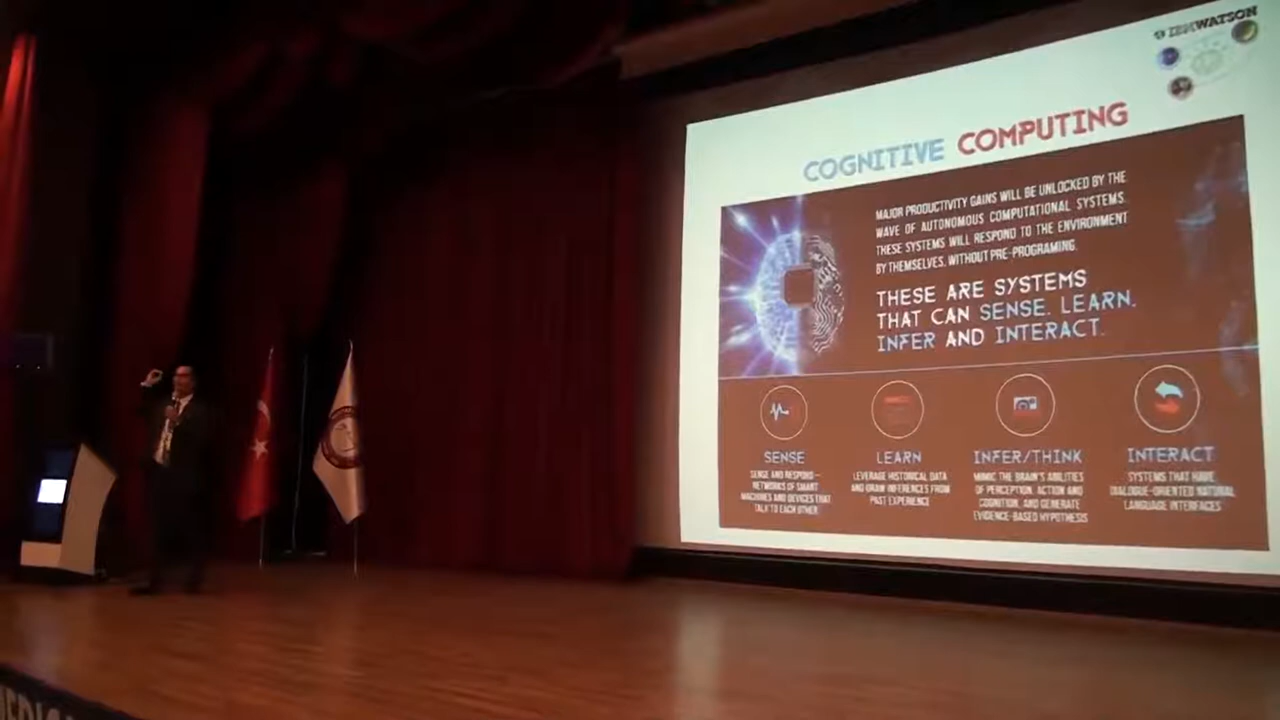 IBM WATSON
COGNITIVE COMPUTING
MAJOR PRODUCTIVITY GAINS WILL BE UNLOCKED BY THE
WAVE OF AUTONOMOUS COMPUTATIONAL SYSTEMS.
THESE SYSTEMS WILL RESPOND TO THE ENVIRONMENT
BY THEMSELVES, WITHOUT PRE-PROGRAMING.
THESE ARE SYSTEMS
THAT CAN SENSE, LEARN,
INFER AND INTERACT.
SENSE
SENSE AND RESPOND—
NETWORKS OF SMART
MACHINES AND DEVICES THAT
TALK TO EACH OTHER
LEARN
LEVERAGE HISTORICAL DATA
AND DRAW INFERENCES FROM
PAST EXPERIENCE
INFER/THINK
MIMIC THE BRAIN'S ABILITIES
OF PERCEPTION, ACTION AND
COGNITION, AND GENERATE
EVIDENCE-BASED HYPOTHESIS
INTERACT
SYSTEMS THAT HAVE
DIALOGUE-ORIENTED NATURAL
LANGUAGE INTERFACES